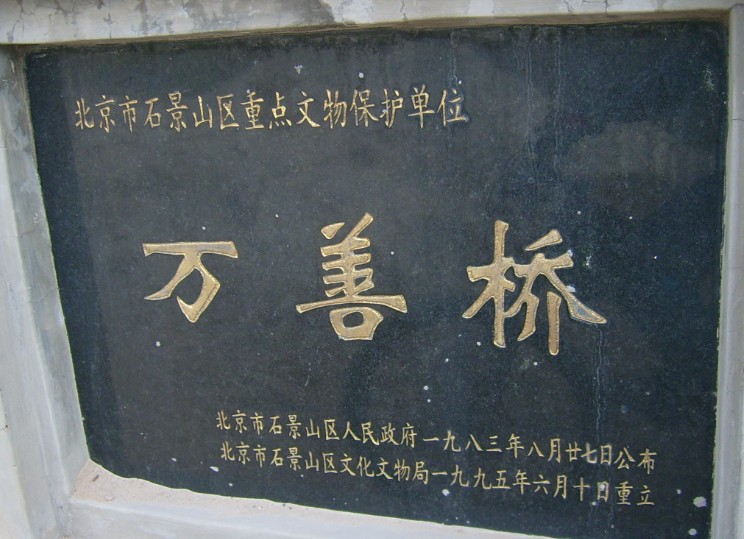 北京市石景山区重点文物保护单位
万善桥
北京市石景山区人民政府一九八三年八月廿七日公布
北京市石景山区文化文物局一九九五年六月十日重立